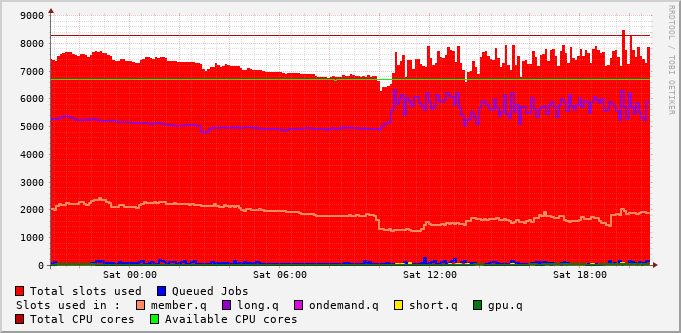 9000
8000
7000
6000
5000
4000
3000
2000
1000
0
Sat 00:00 Sat 06:00 Sat 12:00 Sat 18:00
RRDTOOL / TOBI OETIKER
Total slots used Queued Jobs
Slots used in : member.q long.q ondemand.q short.q gpu.q
Total CPU cores Available CPU cores